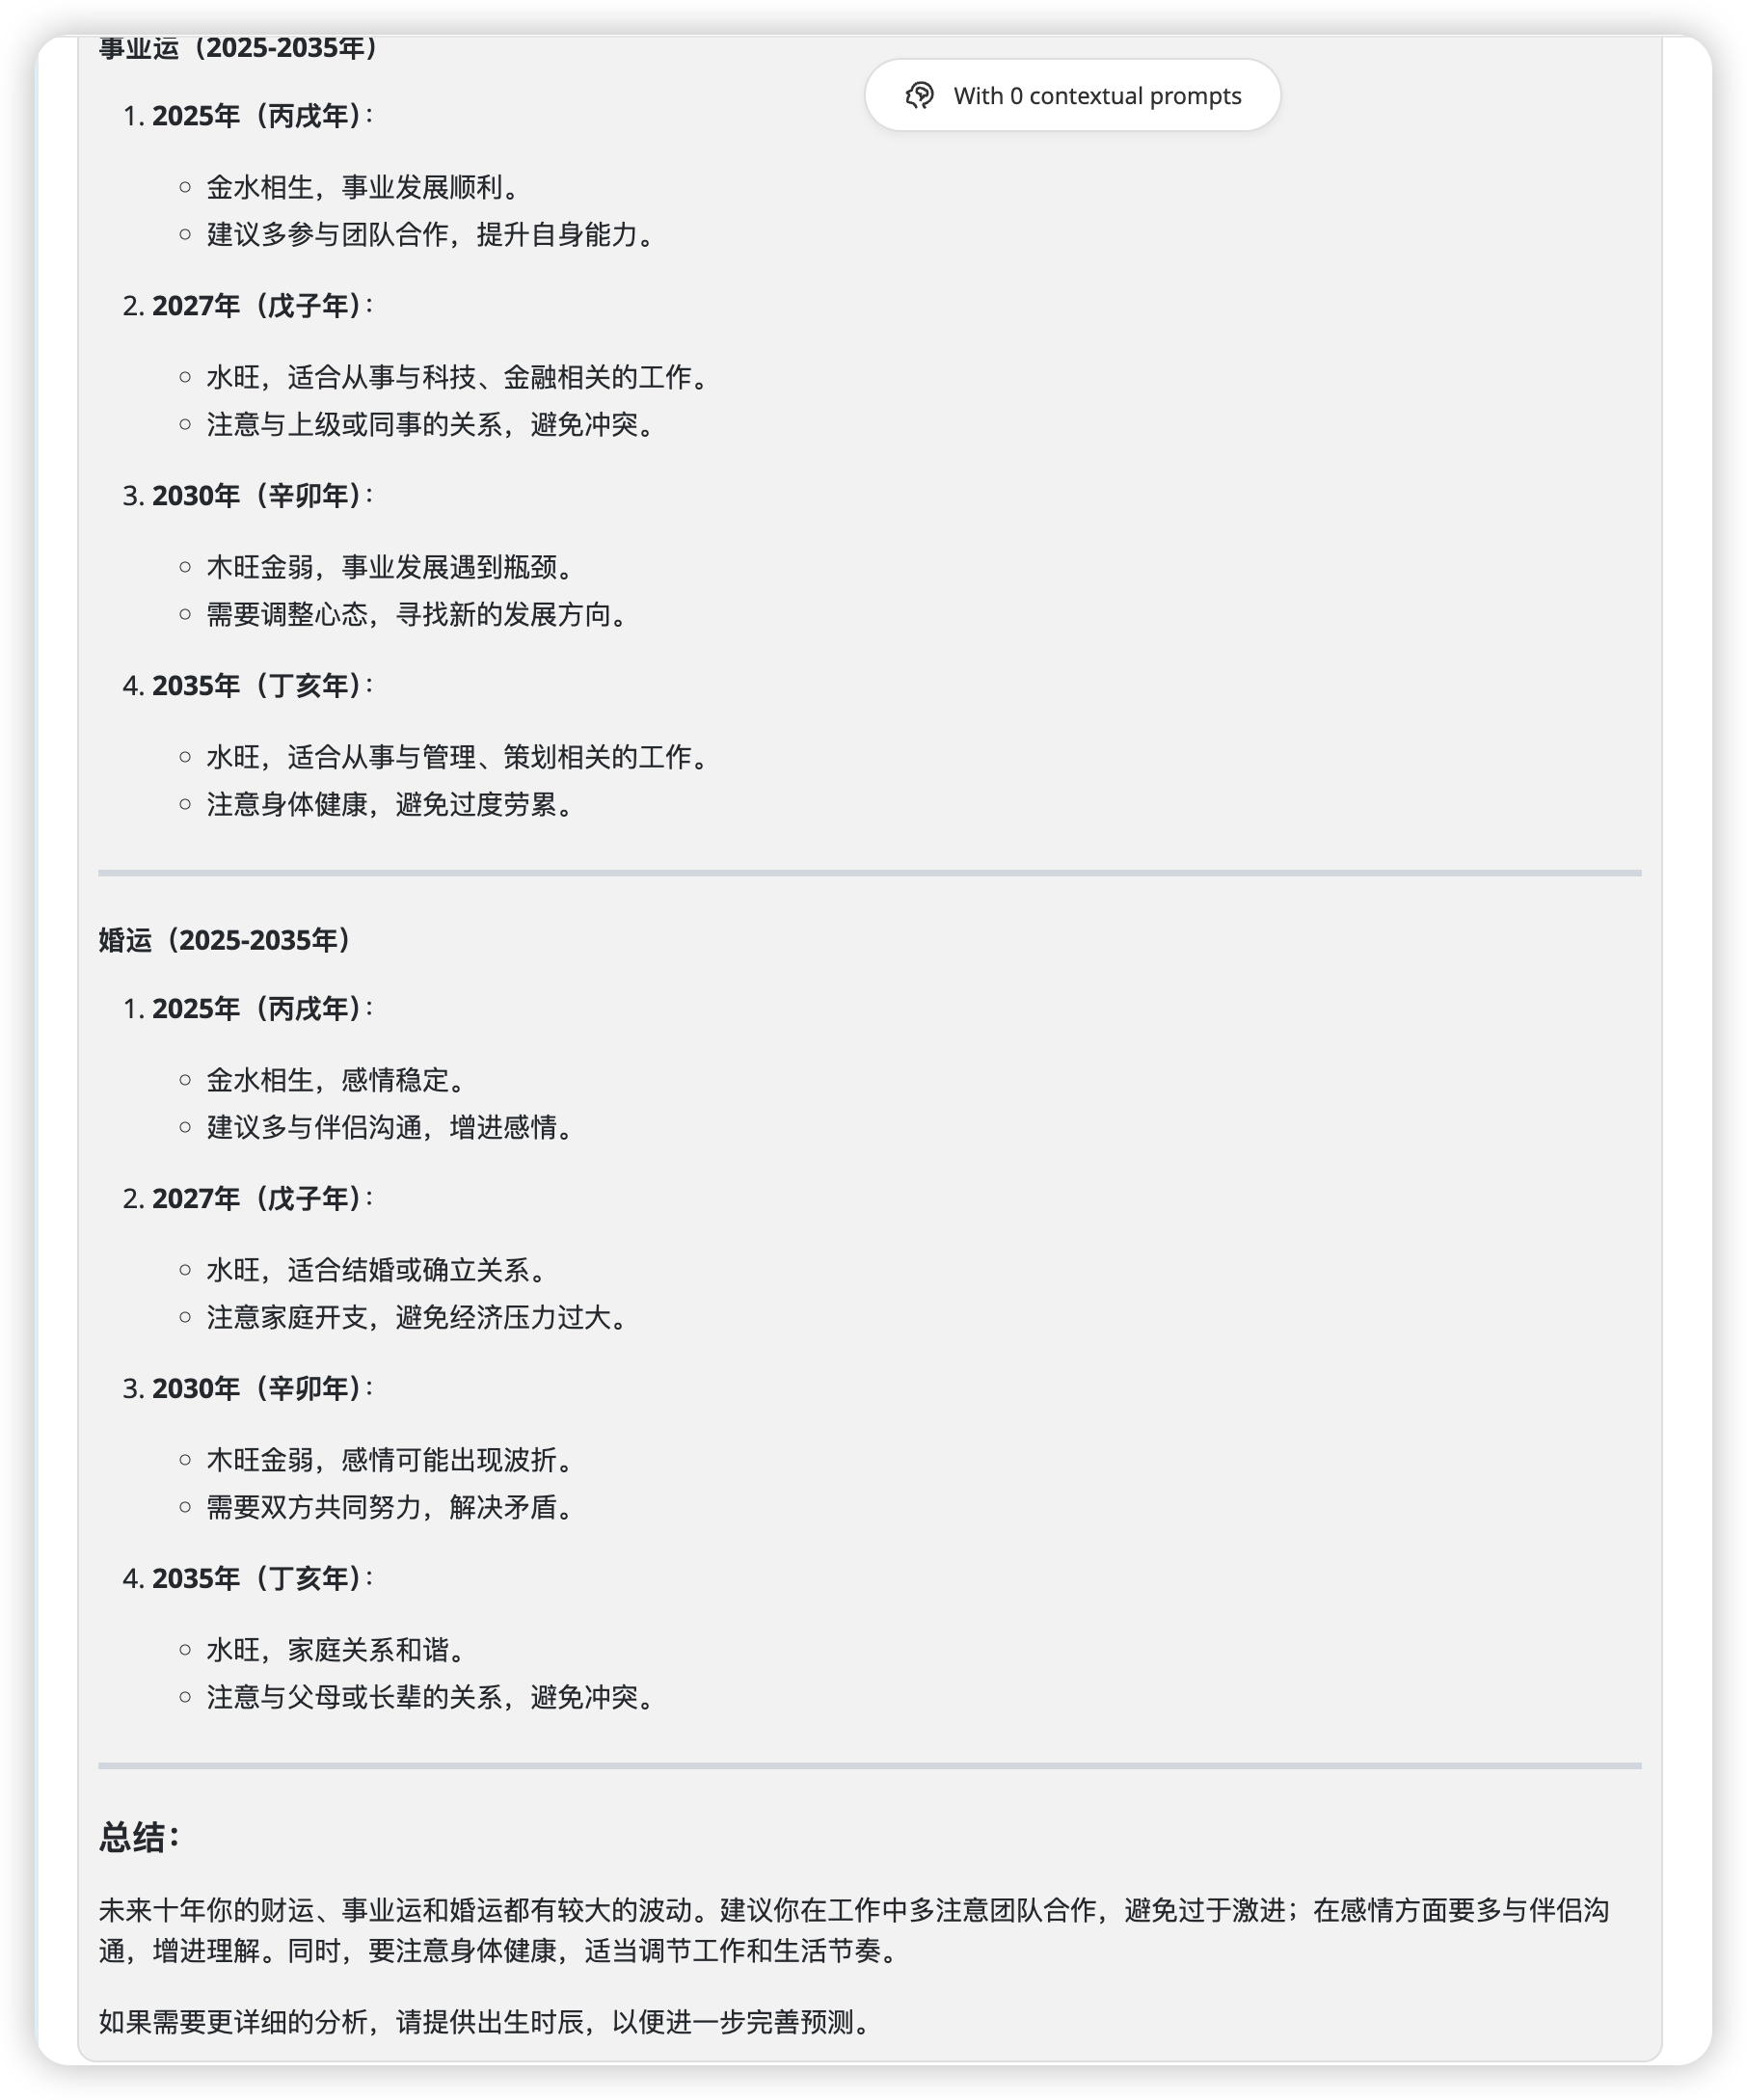 事业运（2025-2035年）
With 0 contextual prompts
1. 2025年（丙戌年）：
○ 金水相生，事业发展顺利。
○ 建议多参与团队合作，提升自身能力。
2. 2027年（戊子年）：
○ 水旺，适合从事与科技、金融相关的工作。
○ 注意与上级或同事的关系，避免冲突。
3. 2030年（辛卯年）：
○ 木旺金弱，事业发展遇到瓶颈。
○ 需要调整心态，寻找新的发展方向。
4. 2035年（丁亥年）：
○ 水旺，适合从事与管理、策划相关的工作。
○ 注意身体健康，避免过度劳累。
婚运（2025-2035年）
1. 2025年（丙戌年）：
○ 金水相生，感情稳定。
○ 建议多与伴侣沟通，增进感情。
2. 2027年（戊子年）：
○ 水旺，适合结婚或确立关系。
○ 注意家庭开支，避免经济压力过大。
3. 2030年（辛卯年）：
○ 木旺金弱，感情可能出现波折。
○ 需要双方共同努力，解决矛盾。
4. 2035年（丁亥年）：
○ 水旺，家庭关系和谐。
○ 注意与父母或长辈的关系，避免冲突。
总结：
未来十年你的财运、事业运和婚运都有较大的波动。建议你在工作中多注意团队合作，避免过于激进；在感情方面要多与伴侣沟
通，增进理解。同时，要注意身体健康，适当调节工作和生活节奏。
如果需要更详细的分析，请提供出生时辰，以便进一步完善预测。